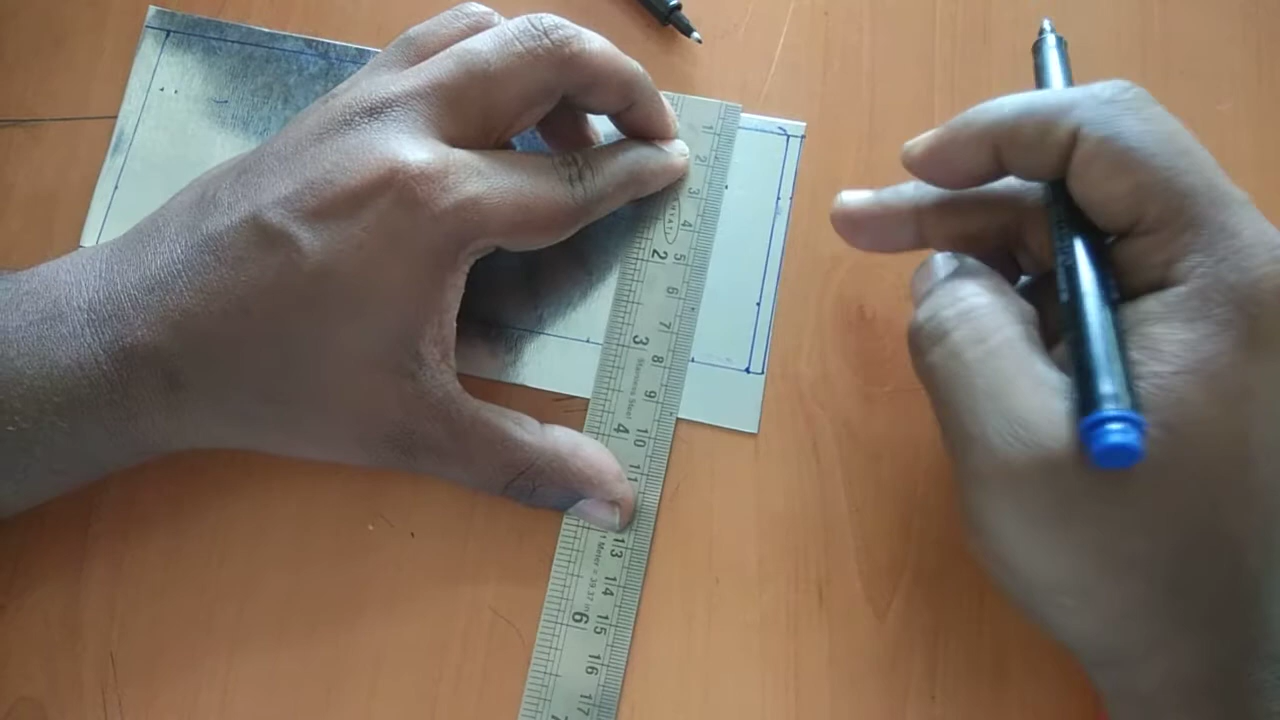 1 2 3 4 5 6 7 8 9 10 11 13 14 15 16 17
2 3 4 6
Stainless Steel
1 Meter = 39.37 in